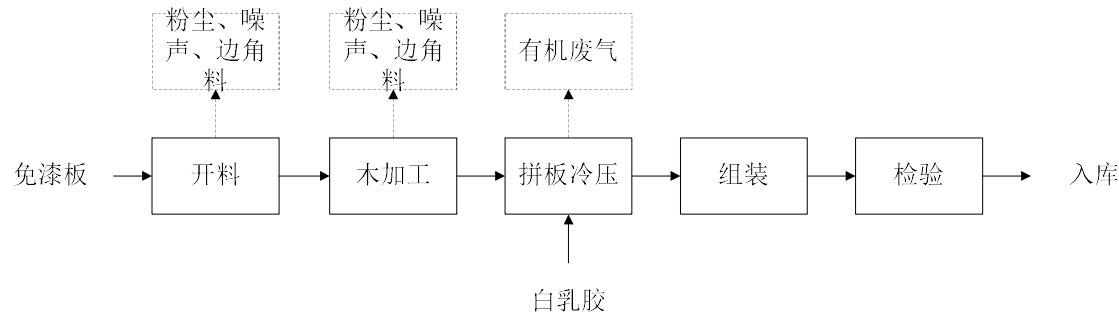 粉尘、噪
声、边角
料
粉尘、噪
声、边角
料
有机废气
免漆板
开料
木加工
拼板冷压
组装
检验
入库
白乳胶